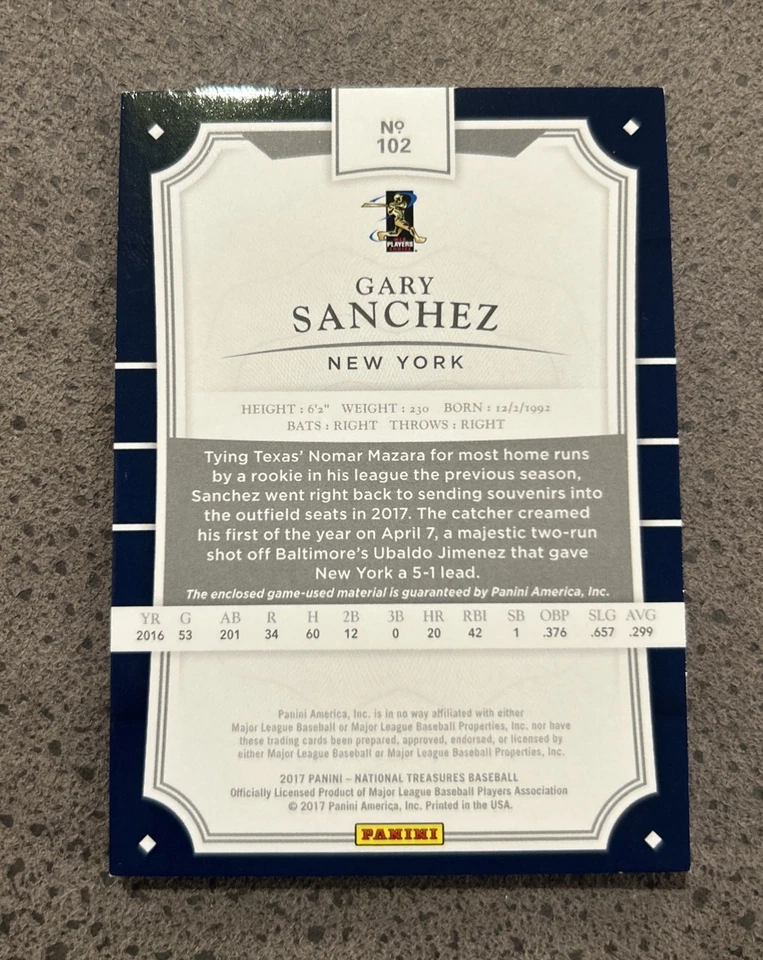 Nº
102
PLAYERS
GARY
SANCHEZ
NEW YORK
HEIGHT : 6'2" WEIGHT : 230 BORN : 12/2/1992
BATS : RIGHT THROWS : RIGHT
Tying Texas' Nomar Mazara for most home runs
by a rookie in his league the previous season,
Sanchez went right back to sending souvenirs into
the outfield seats in 2017. The catcher creamed
his first of the year on April 7, a majestic two-run
shot off Baltimore's Ubaldo Jimenez that gave
New York a 5-1 lead.
The enclosed game-used material is guaranteed by Panini America, Inc.
YR G AB R H 2B 3B HR RBI SB OBP SLG AVG
2016 53 201 34 60 12 0 20 42 1 .376 .657 .299
Panini America, Inc. is in no way affiliated with either
Major League Baseball or Major League Baseball Properties, Inc. nor have
these trading cards been prepared, approved, endorsed, or licensed by
either Major League Baseball or Major League Baseball Properties, Inc.
2017 PANINI – NATIONAL TREASURES BASEBALL
Officially Licensed Product of Major League Baseball Players Association
© 2017 Panini America, Inc. Printed in the USA.
PANINI